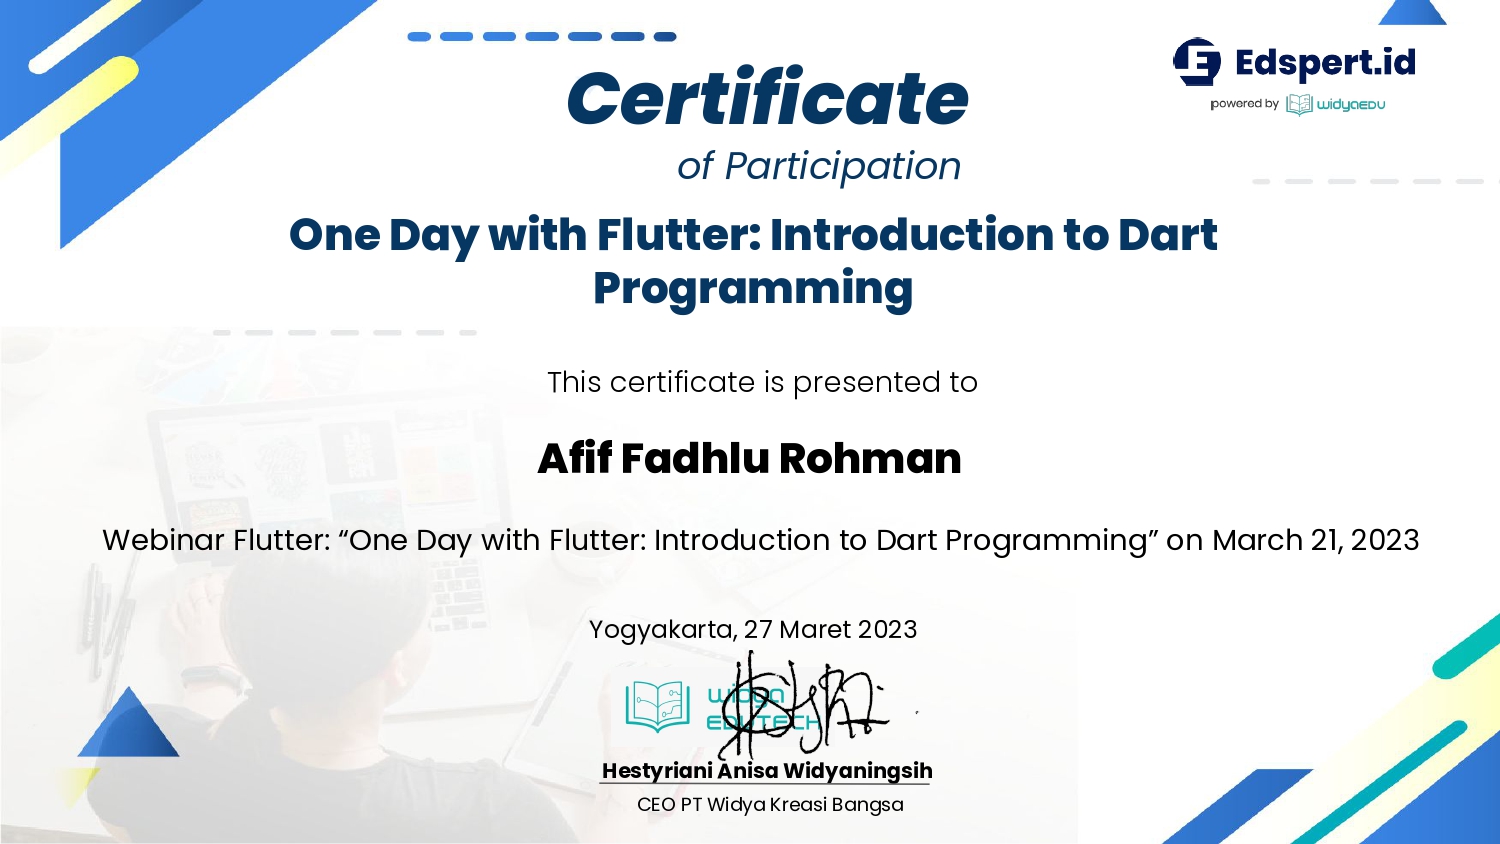 Edspert.id
powered by widyaEDU
Certificate
of Participation
One Day with Flutter: Introduction to Dart
Programming
This certificate is presented to
Afif Fadhlu Rohman
Webinar Flutter: “One Day with Flutter: Introduction to Dart Programming” on March 21, 2023
Yogyakarta, 27 Maret 2023
widya
EDUTECH
Hestyriani Anisa Widyaningsih
CEO PT Widya Kreasi Bangsa